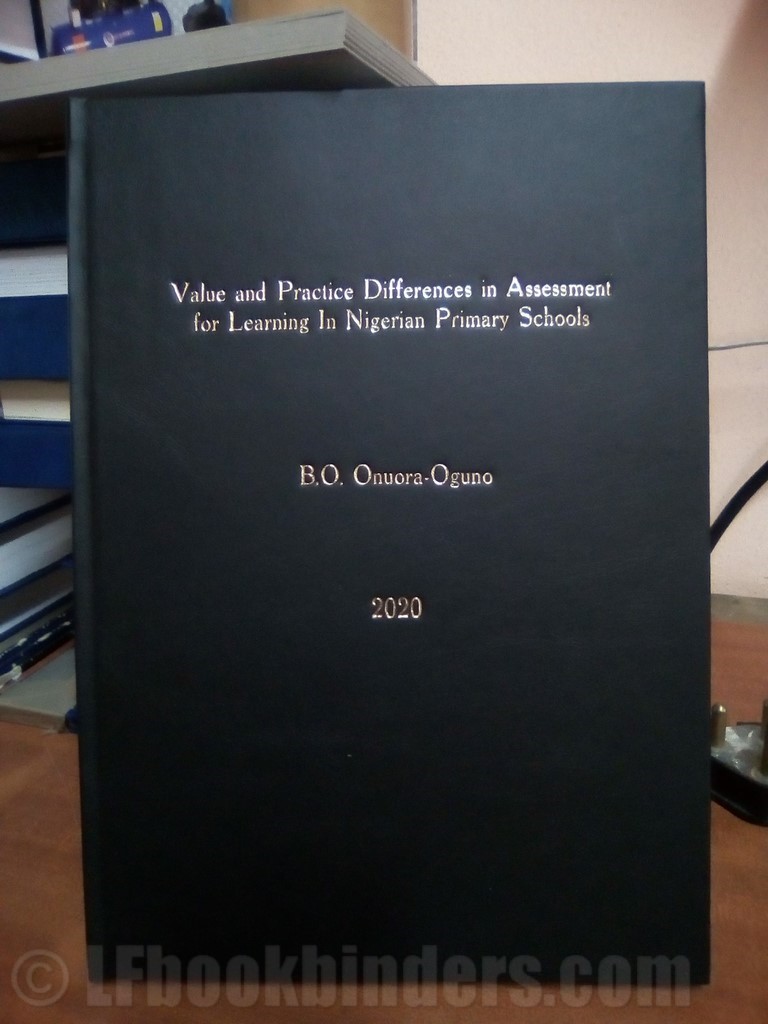 Value and Practice Differences in Assessment
for Learning In Nigerian Primary Schools
B.O. Onuora-Oguno
2020
© LFbookbinders.com